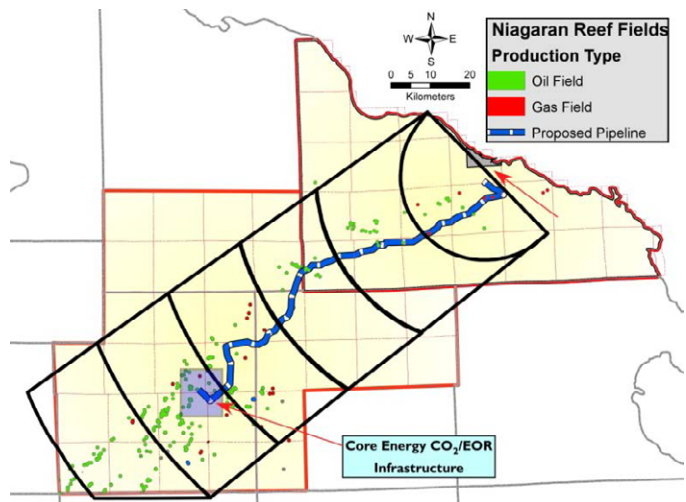 N
W E
S
0 5 10 20
Kilometers
Niagaran Reef Fields
Production Type
Oil Field
Gas Field
Proposed Pipeline
Core Energy CO₂/EOR
Infrastructure